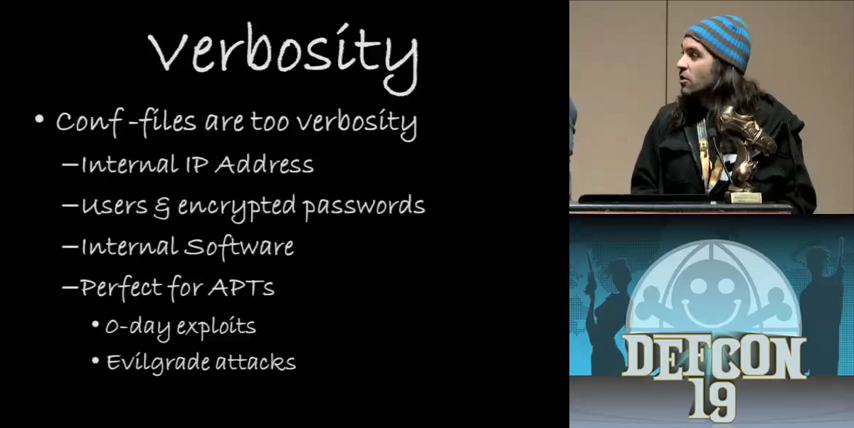 Verbosity
• Conf-files are too verbosity
–Internal IP Address
–Users & encrypted passwords
–Internal Software
–Perfect for APTs
• 0-day exploits
• Evilgrade attacks
DEFCON
19